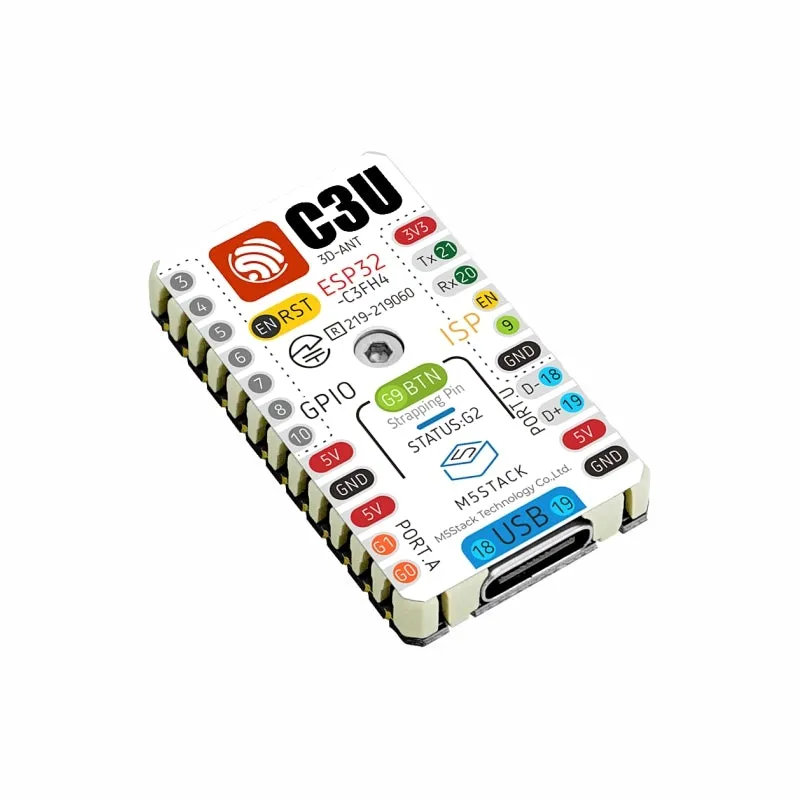 C3U
3D-ANT
ESP32
-C3FH4
EN RST
R 219-219060
3
4
5
6
7
8
10
GPIO
5V
GND
5V
G1
G0
PORT.A
3V3
Tx 21
Rx 20
EN
9
ISP
GND
D- 18
D+ 19
PORT.U
5V
GND
G9 BTN
Strapping Pin
STATUS:G2
5
M5STACK
M5Stack Technology Co.,Ltd.
18 USB 19